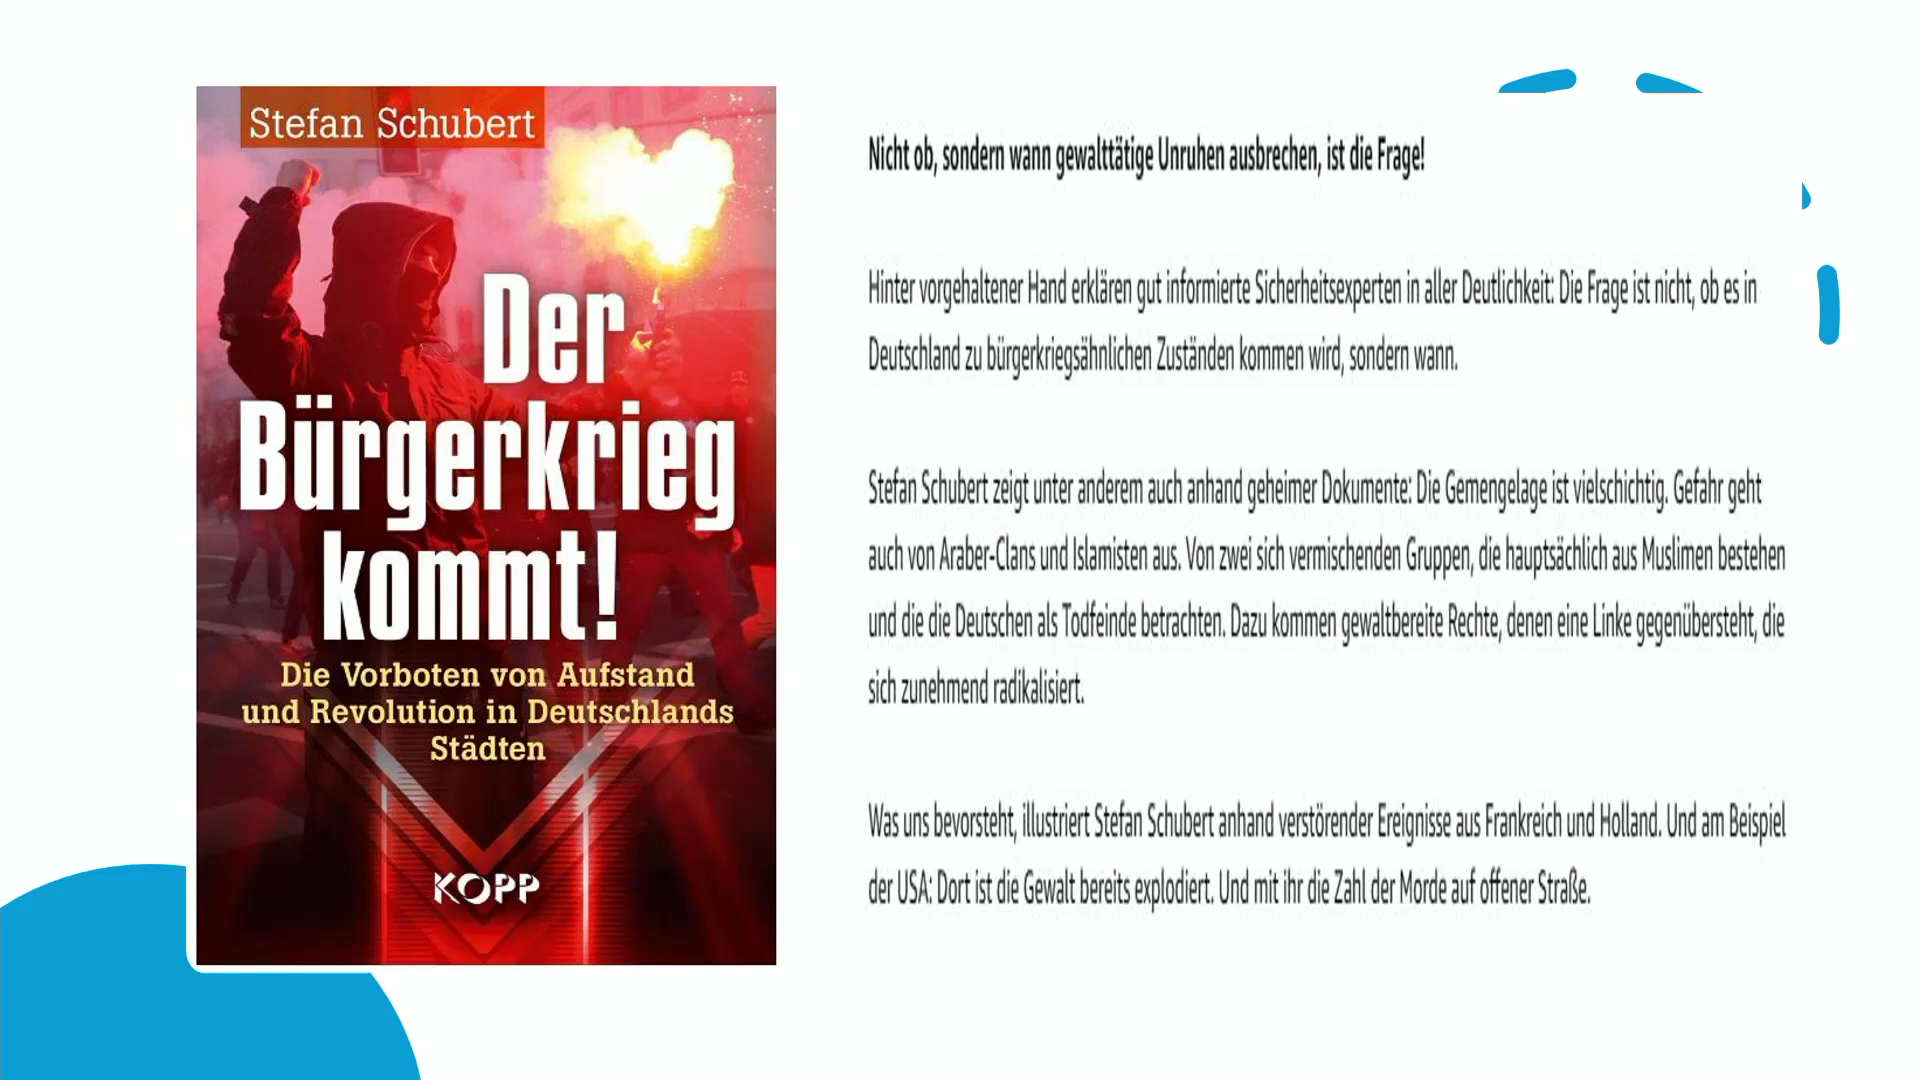 Stefan Schubert
Der
Bürgerkrieg
kommt!
Die Vorboten von Aufstand
und Revolution in Deutschlands
Städten
KOPP
Nicht ob, sondern wann gewalttätige Unruhen ausbrechen, ist die Frage!
Hinter vorgehaltener Hand erklären gut informierte Sicherheitsexperten in aller Deutlichkeit: Die Frage ist nicht, ob es in
Deutschland zu bürgerkriegsähnlichen Zuständen kommen wird, sondern wann.
Stefan Schubert zeigt unter anderem auch anhand geheimer Dokumente: Die Gemengelage ist vielschichtig. Gefahr geht
auch von Araber-Clans und Islamisten aus. Von zwei sich vermischenden Gruppen, die hauptsächlich aus Muslimen bestehen
und die die Deutschen als Todfeinde betrachten. Dazu kommen gewaltbereite Rechte, denen eine Linke gegenübersteht, die
sich zunehmend radikalisiert.
Was uns bevorsteht, illustriert Stefan Schubert anhand verstörender Ereignisse aus Frankreich und Holland. Und am Beispiel
der USA: Dort ist die Gewalt bereits explodiert. Und mit ihr die Zahl der Morde auf offener Straße.